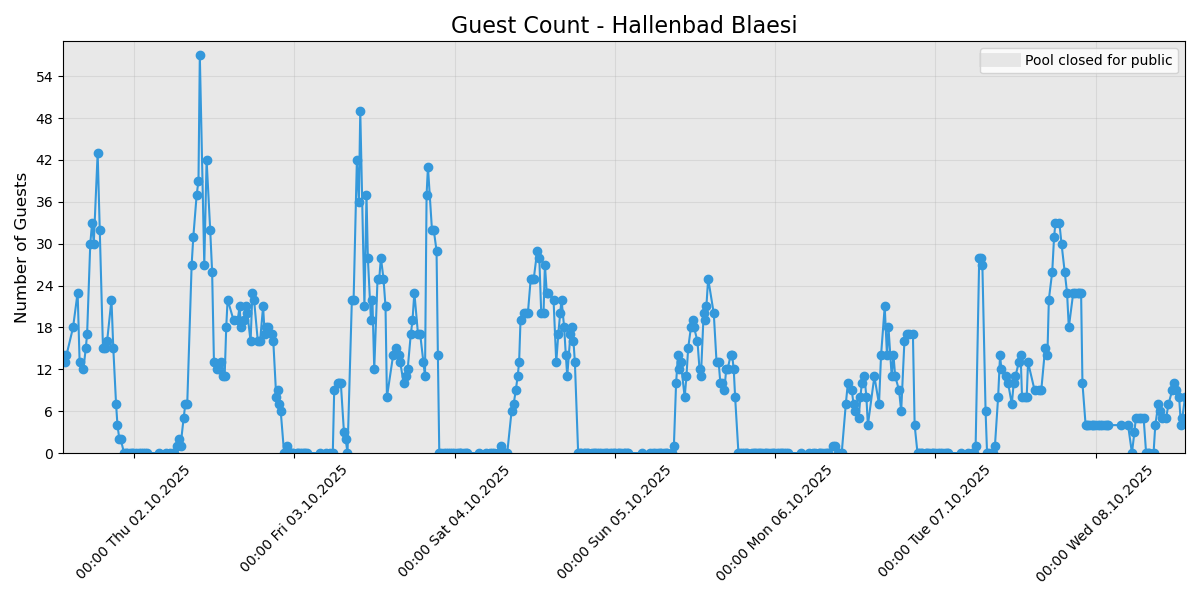 Guest Count - Hallenbad Blaesi
Pool closed for public
Number of Guests
54
48
42
36
30
24
18
12
6
0
00:00 Thu 02.10.2025
00:00 Fri 03.10.2025
00:00 Sat 04.10.2025
00:00 Sun 05.10.2025
00:00 Mon 06.10.2025
00:00 Tue 07.10.2025
00:00 Wed 08.10.2025